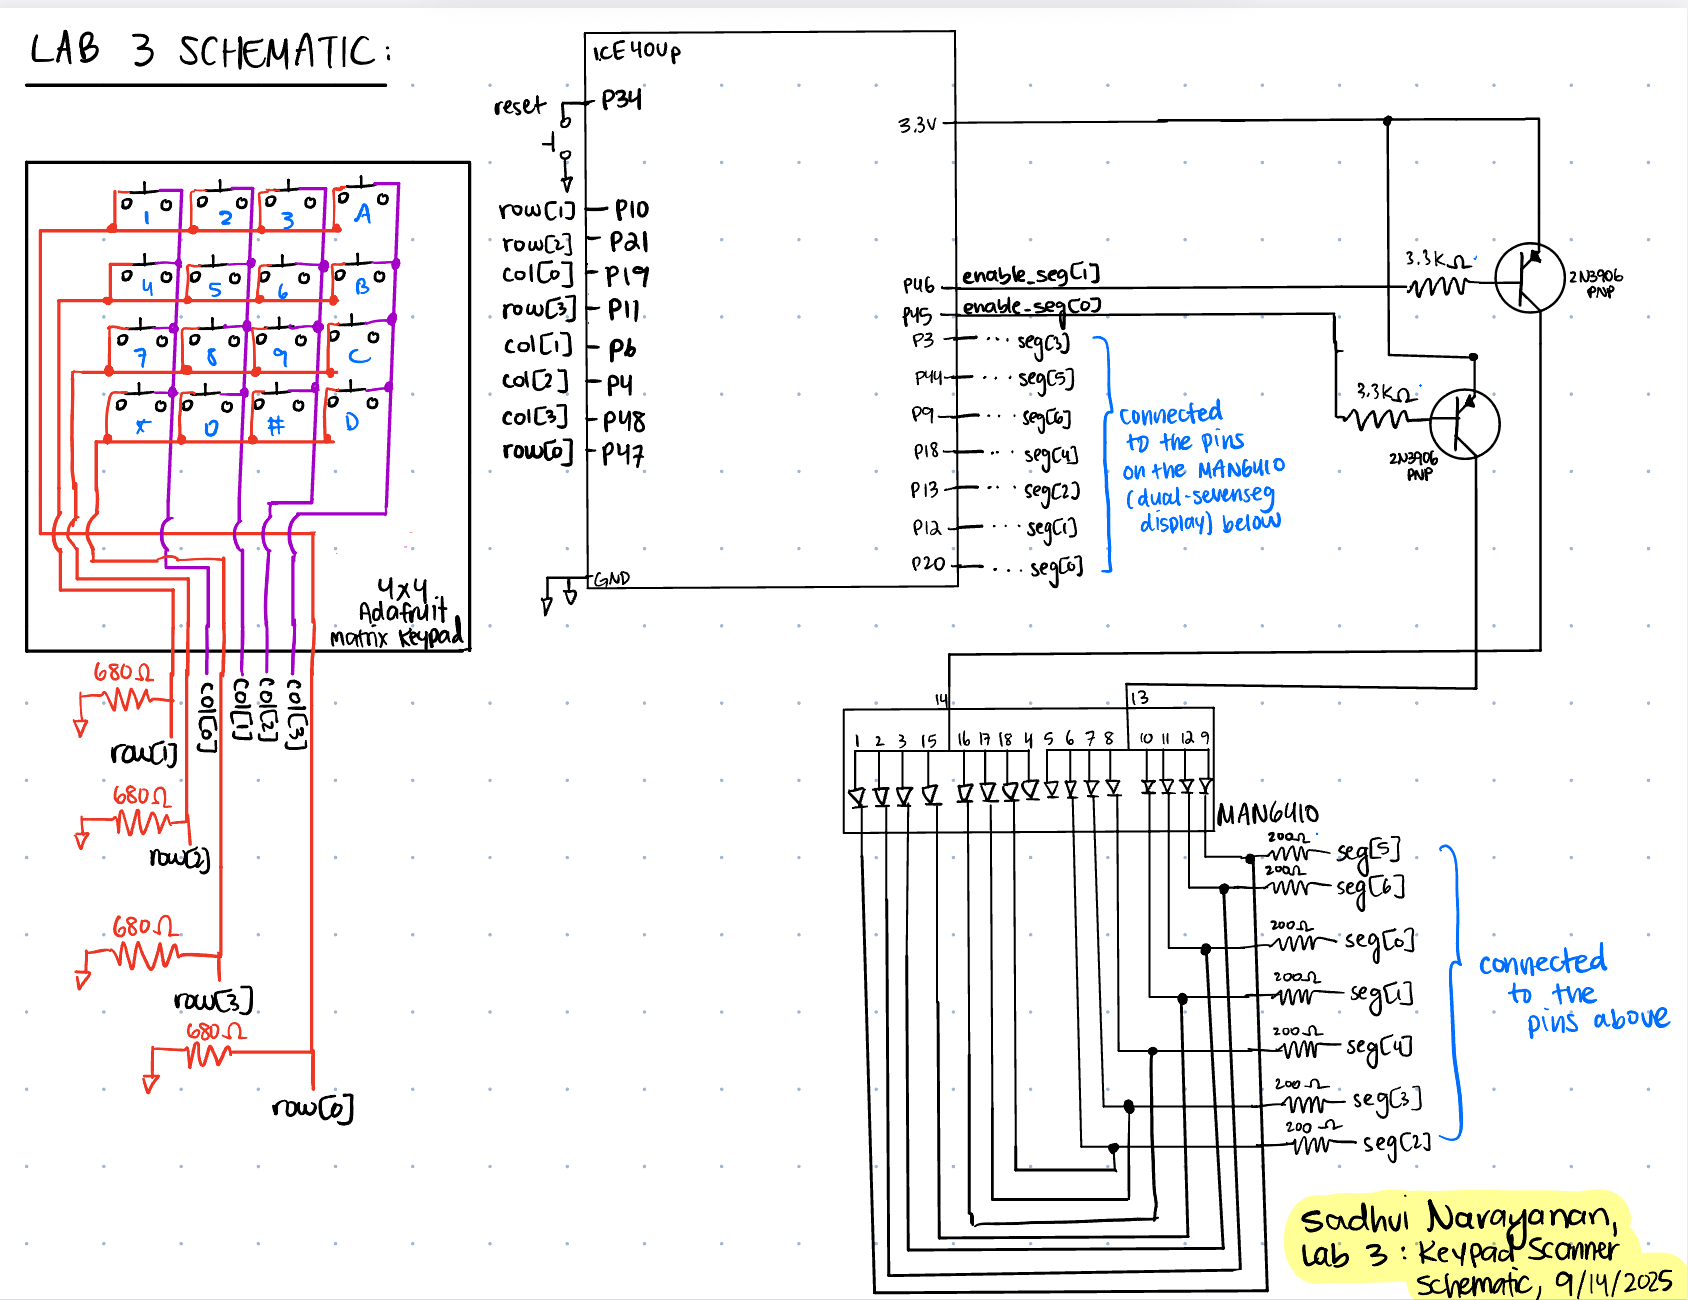 LAB 3 SCHEMATIC:
ICE40Up
reset
P34
row[1] P10
row[2] P21
col[0] P19
row[3] P11
col[1] P6
col[2] P4
col[3] P48
row[0] P47
GND
3.3V
P46 enable_seg[1]
P45 enable_seg[0]
P3 ... seg[3]
P44 ... seg[5]
P9 ... seg[6]
P18 ... seg[4]
P13 ... seg[2]
P12 ... seg[1]
P20 ... seg[0]
connected
to the pins
on the MAN6410
(dual-sevenseg
display) below
3.3KΩ
2N3906
PNP
3.3KΩ
2N3906
PNP
1 2 3 A
4 5 6 B
7 8 9 C
* 0 # D
4x4
Adafruit
matrix keypad
680Ω
row[1]
col[0]
col[1]
col[2]
col[3]
680Ω
row[2]
680Ω
row[3]
680Ω
row[0]
14
13
1 2 3 15 16 17 18 4 5 6 7 8 10 11 12 9
MAN6410
200Ω seg[5]
200Ω seg[6]
200Ω seg[0]
200Ω seg[1]
200Ω seg[4]
200Ω seg[3]
200Ω seg[2]
connected
to the
pins above
Sadhvi Narayanan,
Lab 3: Keypad Scanner
Schematic, 9/14/2025